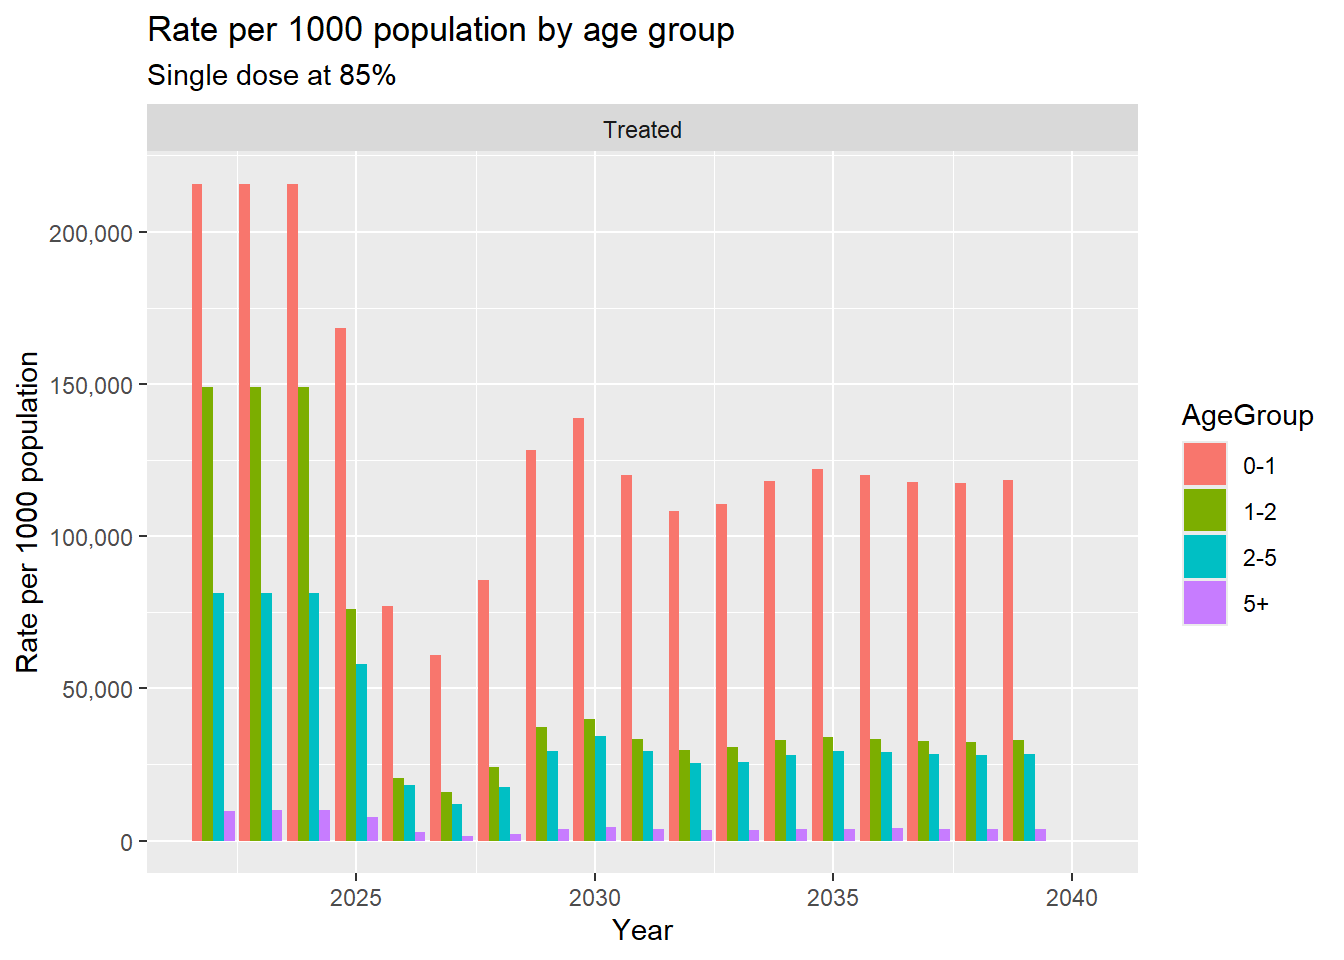 Rate per 1000 population by age group
Single dose at 85%
Treated
Rate per 1000 population
200,000
150,000
100,000
50,000
0
2025
2030
2035
2040
Year
AgeGroup
0-1
1-2
2-5
5+